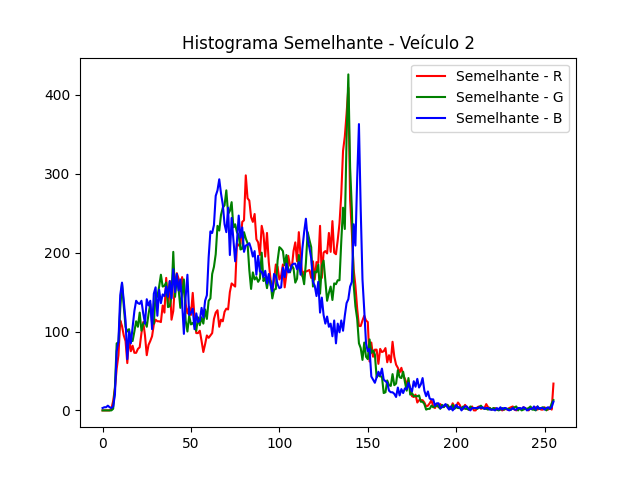 Histograma Semelhante - Veículo 2
Semelhante - R
Semelhante - G
Semelhante - B
400
300
200
100
0
0 50 100 150 200 250